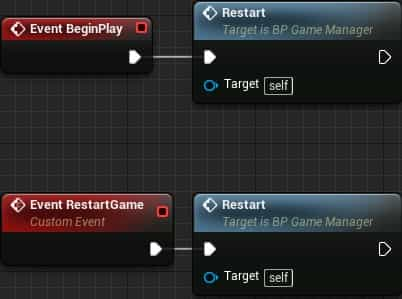 Event BeginPlay
Restart
Target is BP Game Manager
Target self
Event RestartGame
Custom Event
Restart
Target is BP Game Manager
Target self